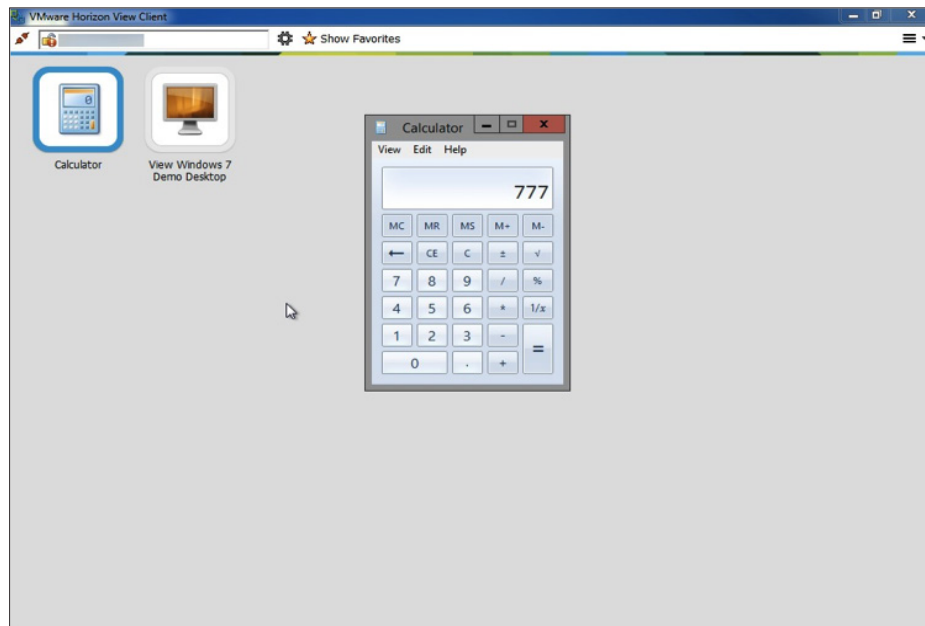 VMware Horizon View Client
Show Favorites
0
Calculator
View Windows 7
Demo Desktop
Calculator
View Edit Help
777
MC MR MS M+ M-
← CE C ± √
7 8 9 / %
4 5 6 * 1/x
1 2 3 - =
0 . +